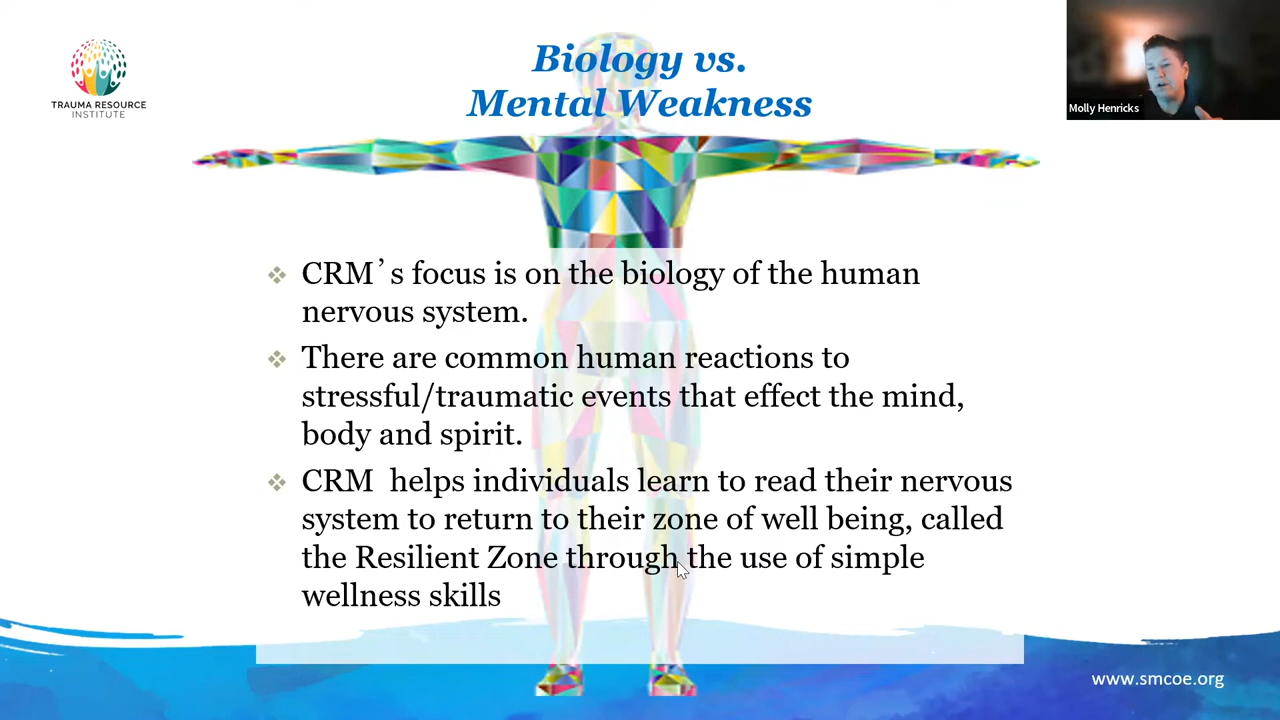 Biology vs.
Mental Weakness
TRAUMA RESOURCE
INSTITUTE
Molly Henricks
CRM’s focus is on the biology of the human
nervous system.
There are common human reactions to
stressful/traumatic events that effect the mind,
body and spirit.
CRM helps individuals learn to read their nervous
system to return to their zone of well being, called
the Resilient Zone through the use of simple
wellness skills
www.smcoe.org